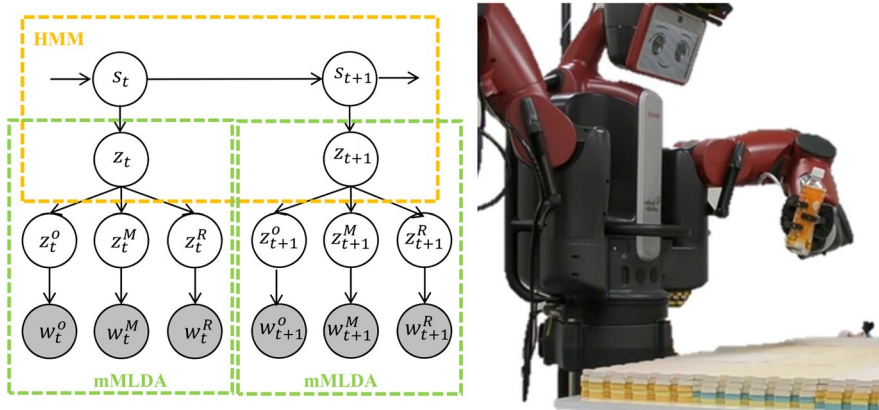 HMM
s_t s_{t+1}
z_t z_{t+1}
z_t^o z_t^M z_t^R z_{t+1}^o z_{t+1}^M z_{t+1}^R
w_t^o w_t^M w_t^R w_{t+1}^o w_{t+1}^M w_{t+1}^R
mMLDA mMLDA